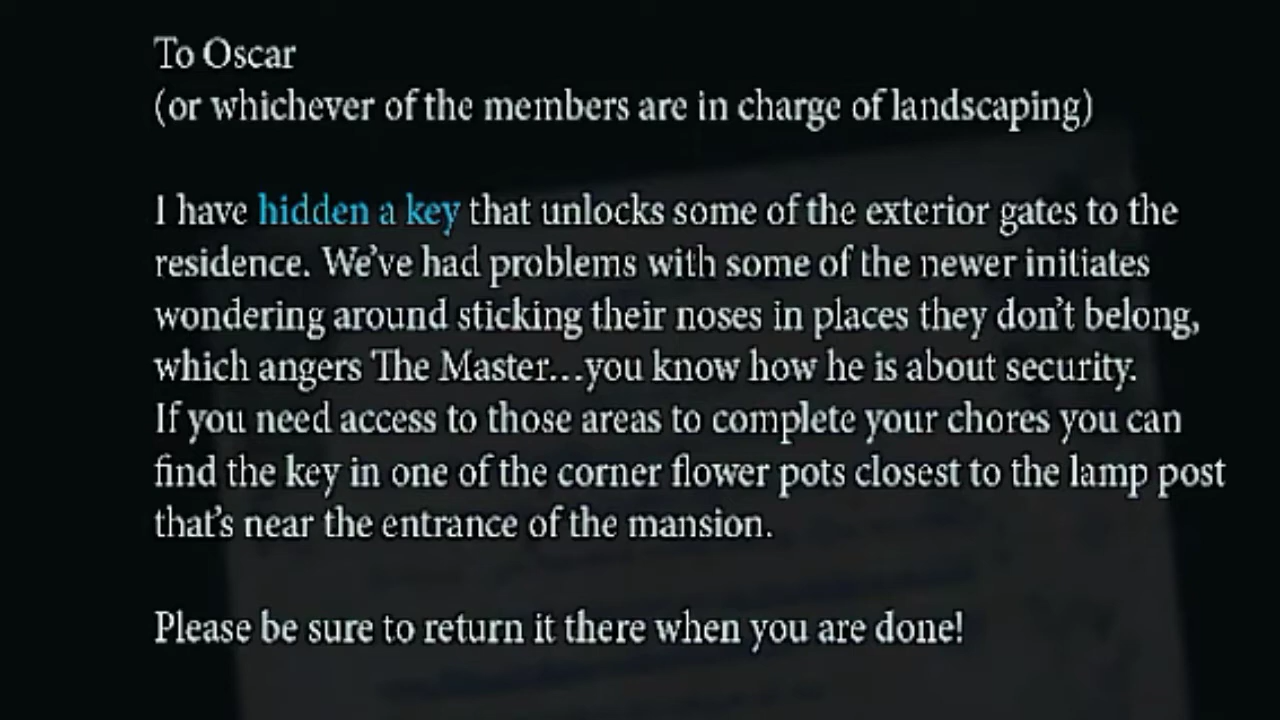 To Oscar
(or whichever of the members are in charge of landscaping)
I have hidden a key that unlocks some of the exterior gates to the
residence. We've had problems with some of the newer initiates
wondering around sticking their noses in places they don't belong,
which angers The Master...you know how he is about security.
If you need access to those areas to complete your chores you can
find the key in one of the corner flower pots closest to the lamp post
that's near the entrance of the mansion.
Please be sure to return it there when you are done!